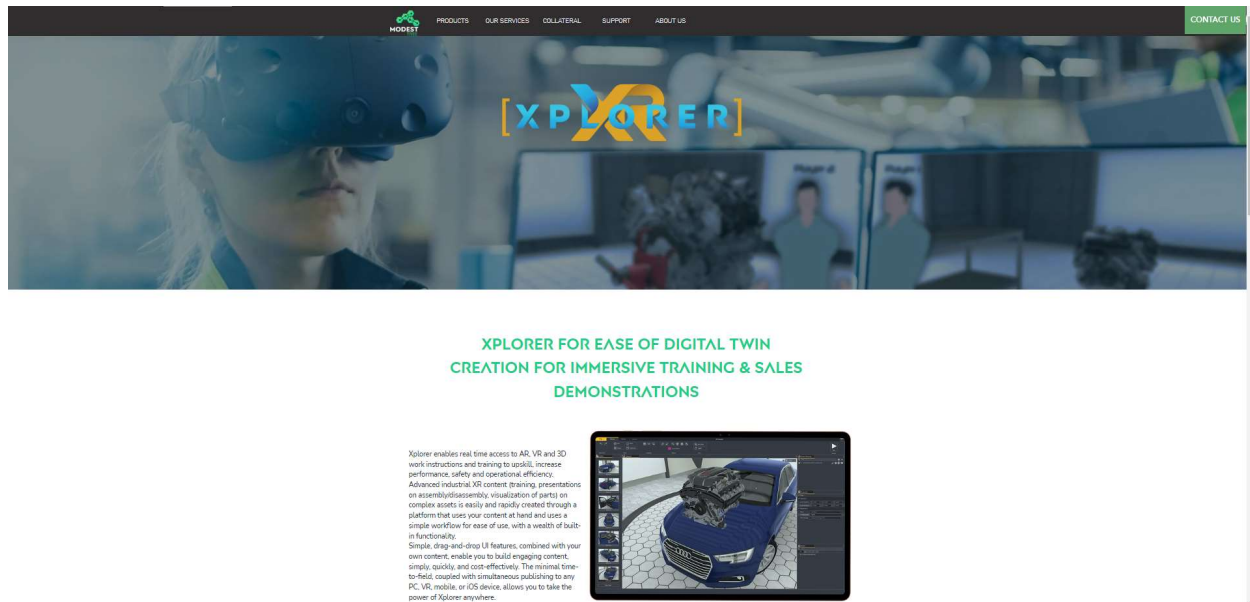 MODEST
PRODUCTS
OUR SERVICES
COLLATERAL
SUPPORT
ABOUT US
CONTACT US
[XPLORER]
XR
XPLORER FOR EASE OF DIGITAL TWIN
CREATION FOR IMMERSIVE TRAINING & SALES
DEMONSTRATIONS
Xplorer enables real time access to AR, VR and 3D
work instructions and training to upskill, increase
performance, safety and operational efficiency.
Advanced industrial XR content (training, presentations
on assembly/disassembly, visualization of parts) on
complex assets is easily and rapidly created through a
platform that uses your content at hand and uses a
simple workflow for ease of use, with a wealth of built-
in functionality.
Simple, drag-and-drop UI features, combined with your
own content, enable you to build engaging content,
simply, quickly, and cost-effectively. The minimal time-
to-field, coupled with simultaneous publishing to any
PC, VR, mobile, or iOS device, allows you to take the
power of Xplorer anywhere.